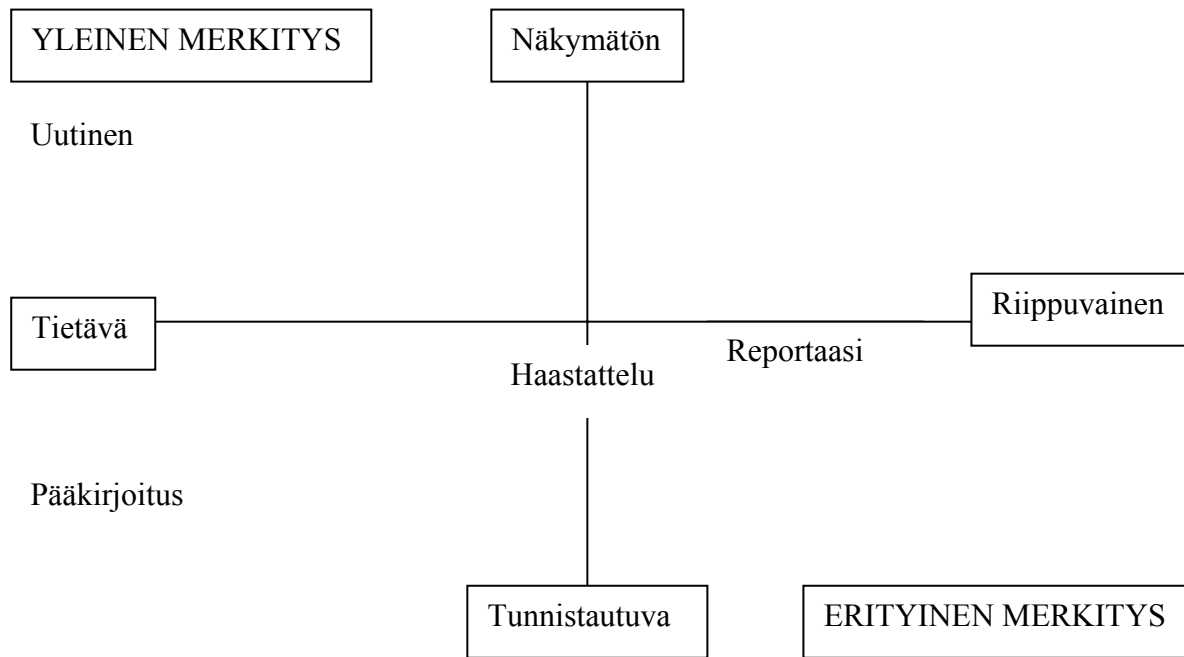 YLEINEN MERKITYS
Näkymätön
Uutinen
Tietävä
Riippuvainen
Reportaasi
Haastattelu
Pääkirjoitus
Tunnistautuva
ERITYINEN MERKITYS